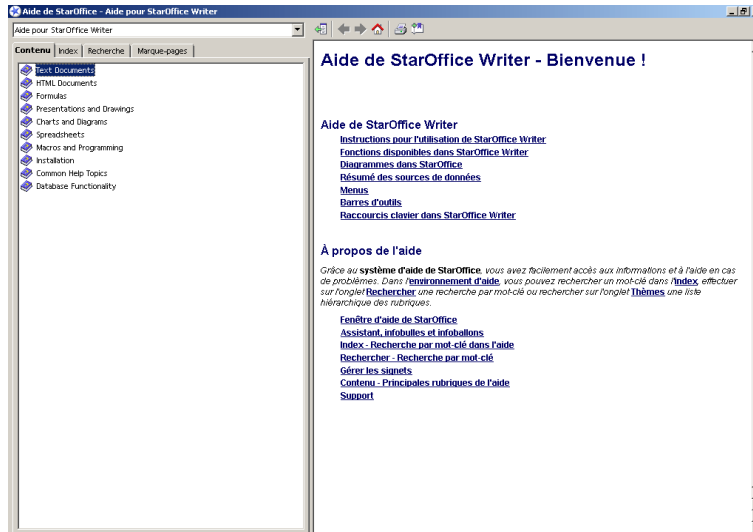 Aide de StarOffice - Aide pour StarOffice Writer
Aide pour StarOffice Writer
Contenu Index Recherche Marque-pages
Text Documents
HTML Documents
Formulas
Presentations and Drawings
Charts and Diagrams
Spreadsheets
Macros and Programming
Installation
Common Help Topics
Database Functionality
Aide de StarOffice Writer - Bienvenue !
Aide de StarOffice Writer
Instructions pour l'utilisation de StarOffice Writer
Fonctions disponibles dans StarOffice Writer
Diagrammes dans StarOffice
Résumé des sources de données
Menus
Barres d'outils
Raccourcis clavier dans StarOffice Writer
À propos de l'aide
Grâce au système d'aide de StarOffice, vous avez facilement accès aux informations et à l'aide en cas
de problèmes. Dans l'environnement d'aide, vous pouvez rechercher un mot-clé dans l'Index, effectuer
sur l'onglet Rechercher une recherche par mot-clé ou rechercher sur l'onglet Thèmes une liste
hiérarchique des rubriques.
Fenêtre d'aide de StarOffice
Assistant, infobulles et infoballons
Index - Recherche par mot-clé dans l'aide
Rechercher - Recherche par mot-clé
Gérer les signets
Contenu - Principales rubriques de l'aide
Support